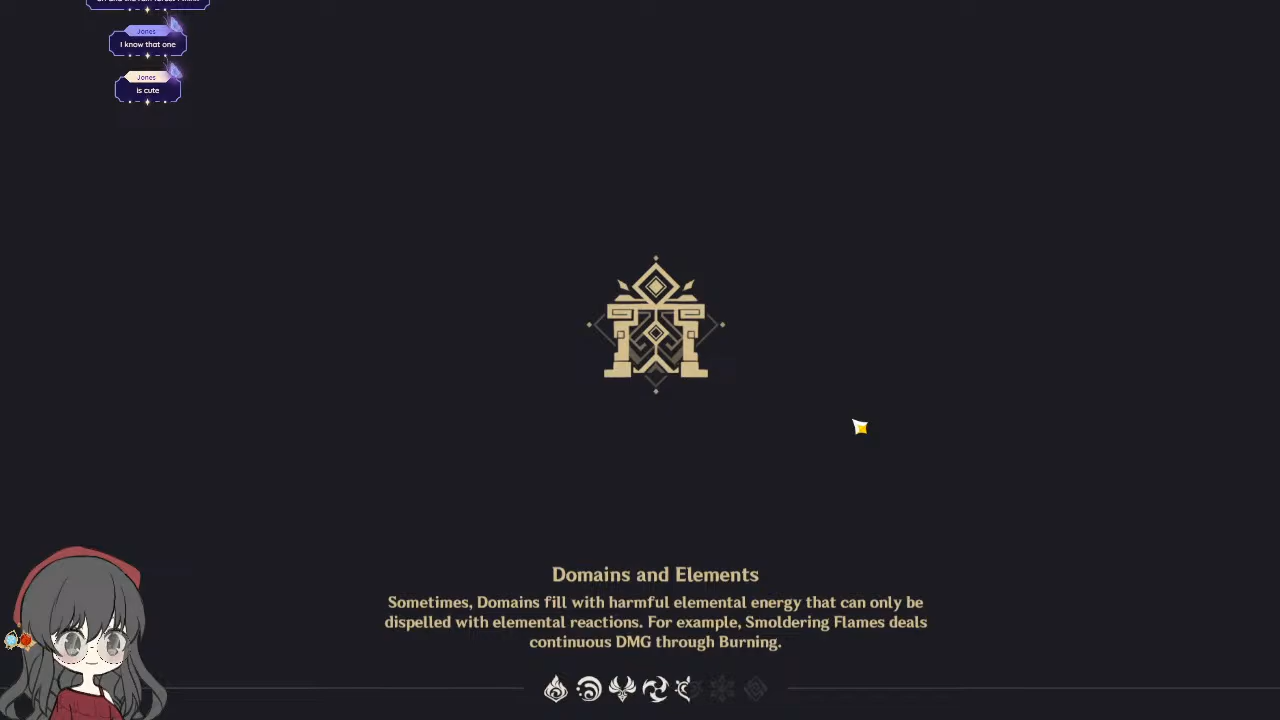 Jones
I know that one
Jones
is cute
Domains and Elements
Sometimes, Domains fill with harmful elemental energy that can only be
dispelled with elemental reactions. For example, Smoldering Flames deals
continuous DMG through Burning.